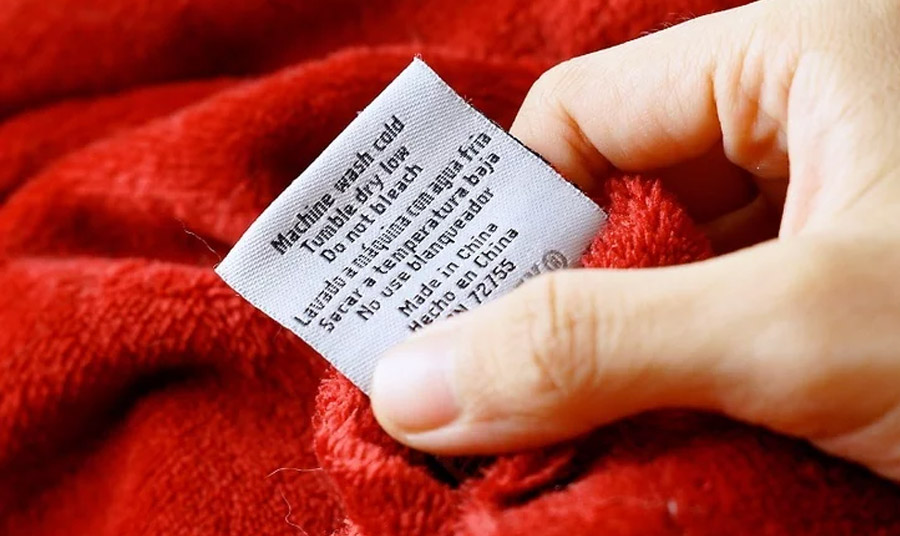 Machine wash cold
Tumble dry low
Do not bleach
Lavado a máquina con agua fría
Secar a temperatura baja
No use blanqueador
Made in China
Hecho en China
72755